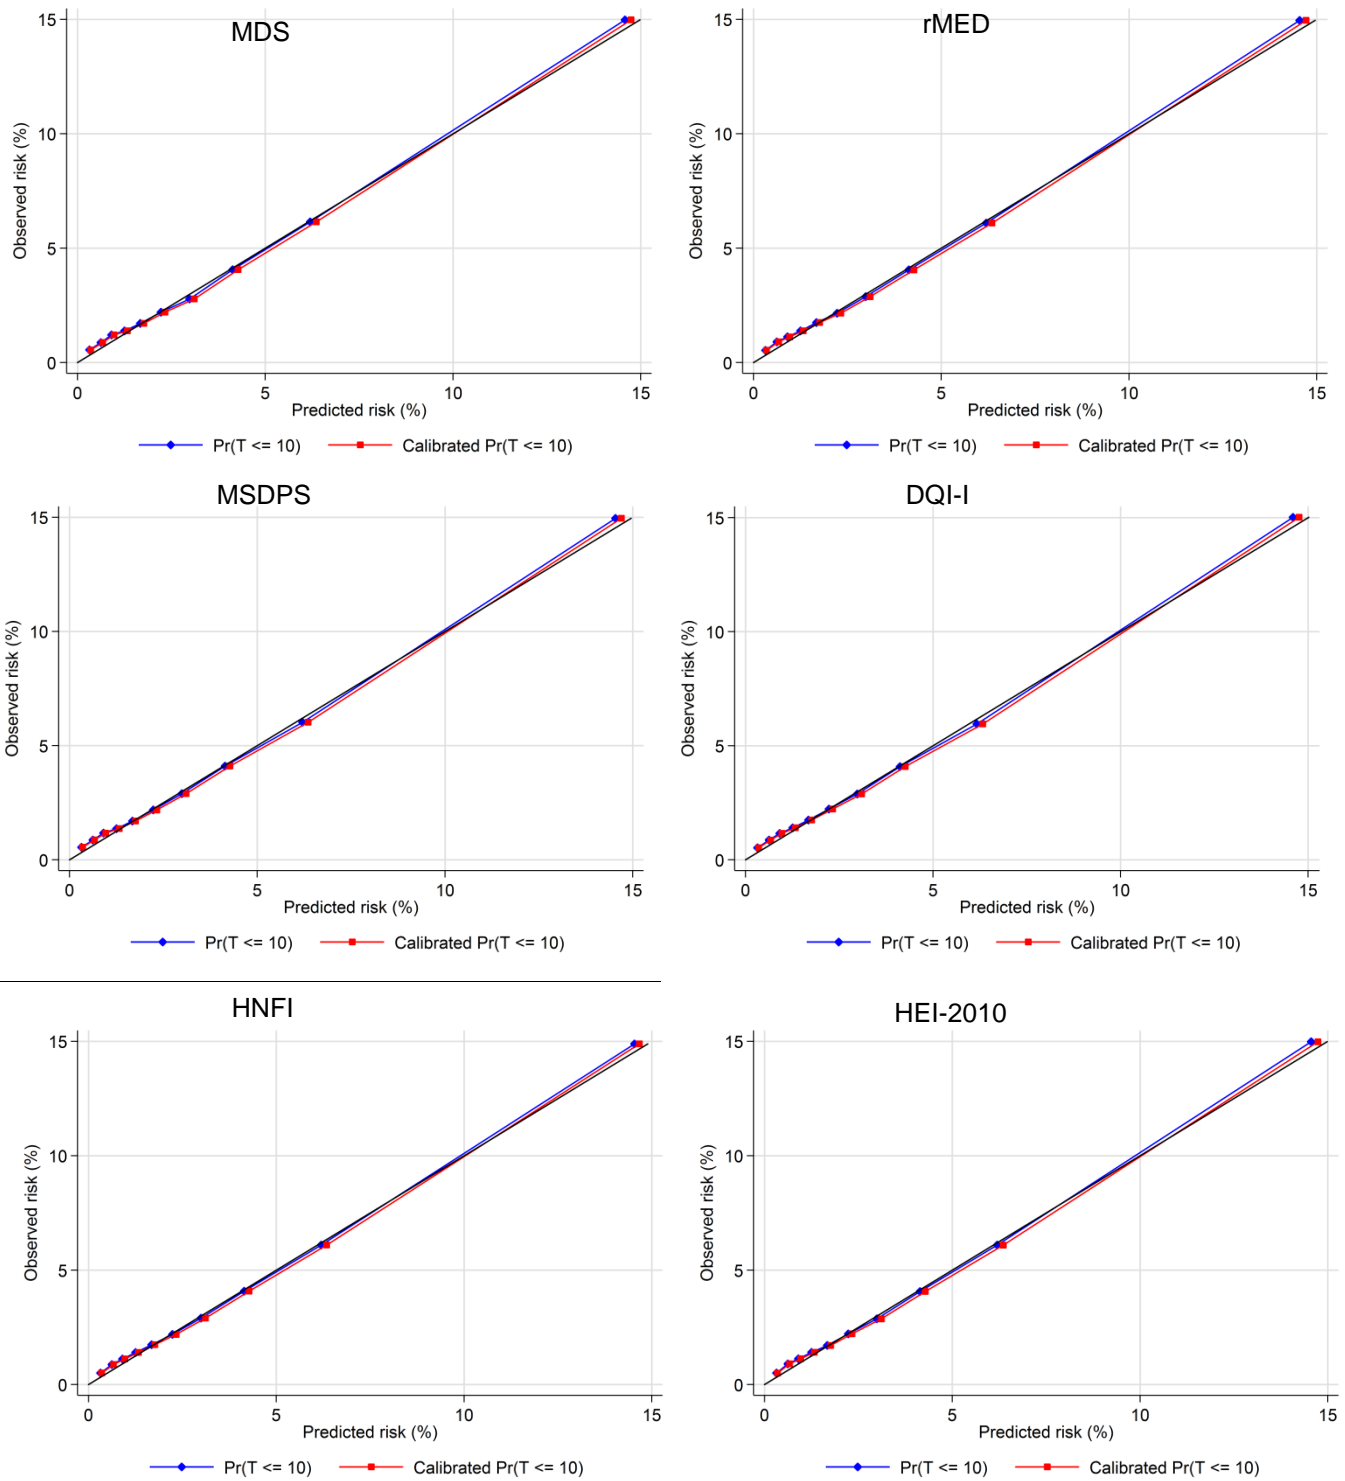 MDS
15
10
5
0
Observed risk (%)
0 5 10 15
Predicted risk (%)
Pr(T <= 10) Calibrated Pr(T <= 10)
rMED
15
10
5
0
Observed risk (%)
0 5 10 15
Predicted risk (%)
Pr(T <= 10) Calibrated Pr(T <= 10)
MSDPS
15
10
5
0
Observed risk (%)
0 5 10 15
Predicted risk (%)
Pr(T <= 10) Calibrated Pr(T <= 10)
DQI-I
15
10
5
0
Observed risk (%)
0 5 10 15
Predicted risk (%)
Pr(T <= 10) Calibrated Pr(T <= 10)
HNFI
15
10
5
0
Observed risk (%)
0 5 10 15
Predicted risk (%)
Pr(T <= 10) Calibrated Pr(T <= 10)
HEI-2010
15
10
5
0
Observed risk (%)
0 5 10 15
Predicted risk (%)
Pr(T <= 10) Calibrated Pr(T <= 10)